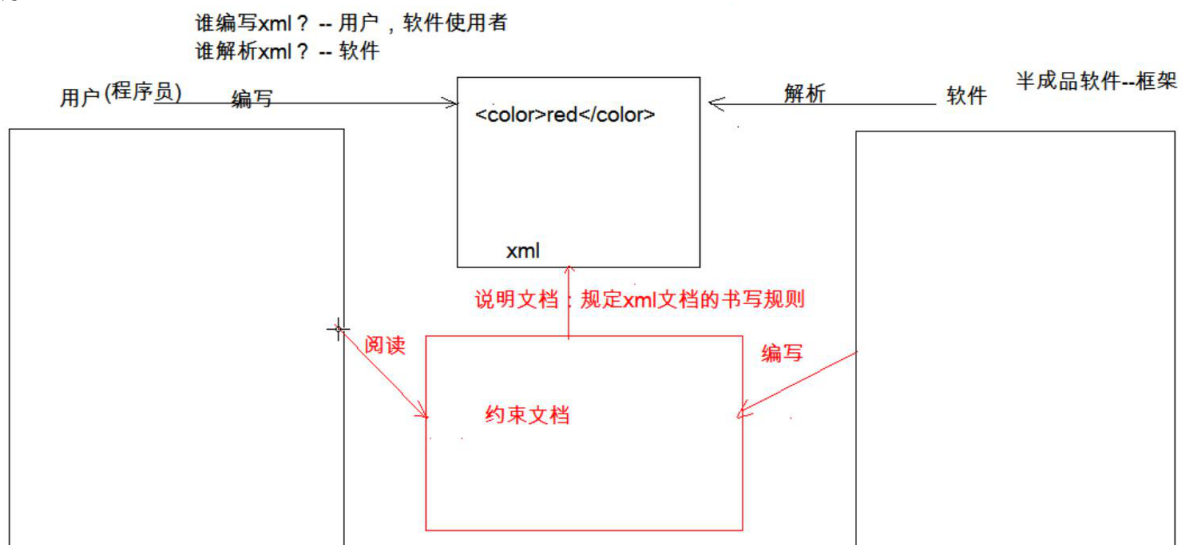 谁编写xml？ -- 用户，软件使用者
谁解析xml？ -- 软件
用户(程序员)
编写
<color>red</color>
xml
解析
软件
半成品软件--框架
说明文档：规定xml文档的书写规则
阅读
编写
约束文档